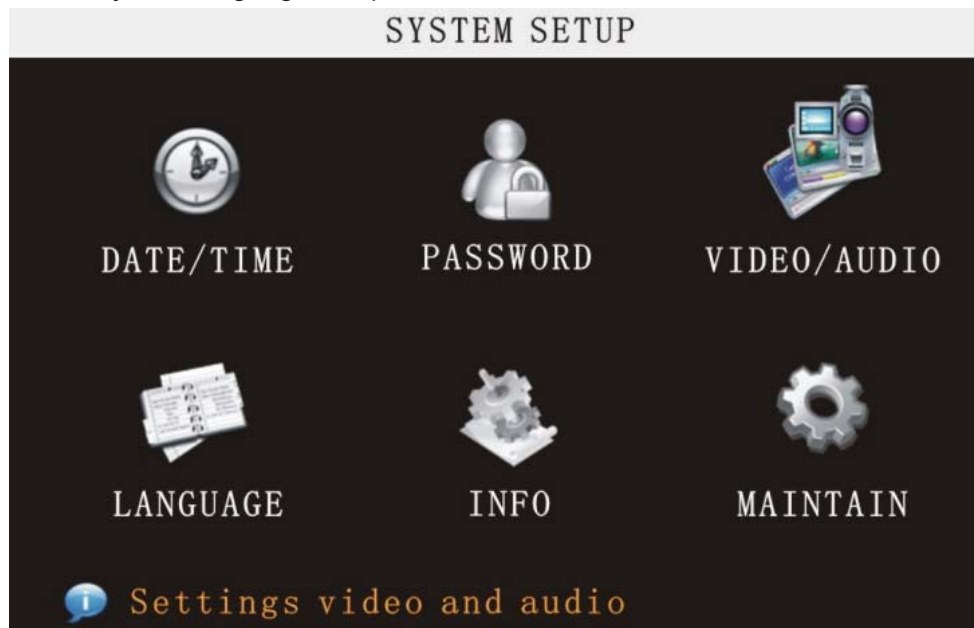 SYSTEM SETUP
DATE/TIME PASSWORD VIDEO/AUDIO
LANGUAGE INFO MAINTAIN
Settings video and audio